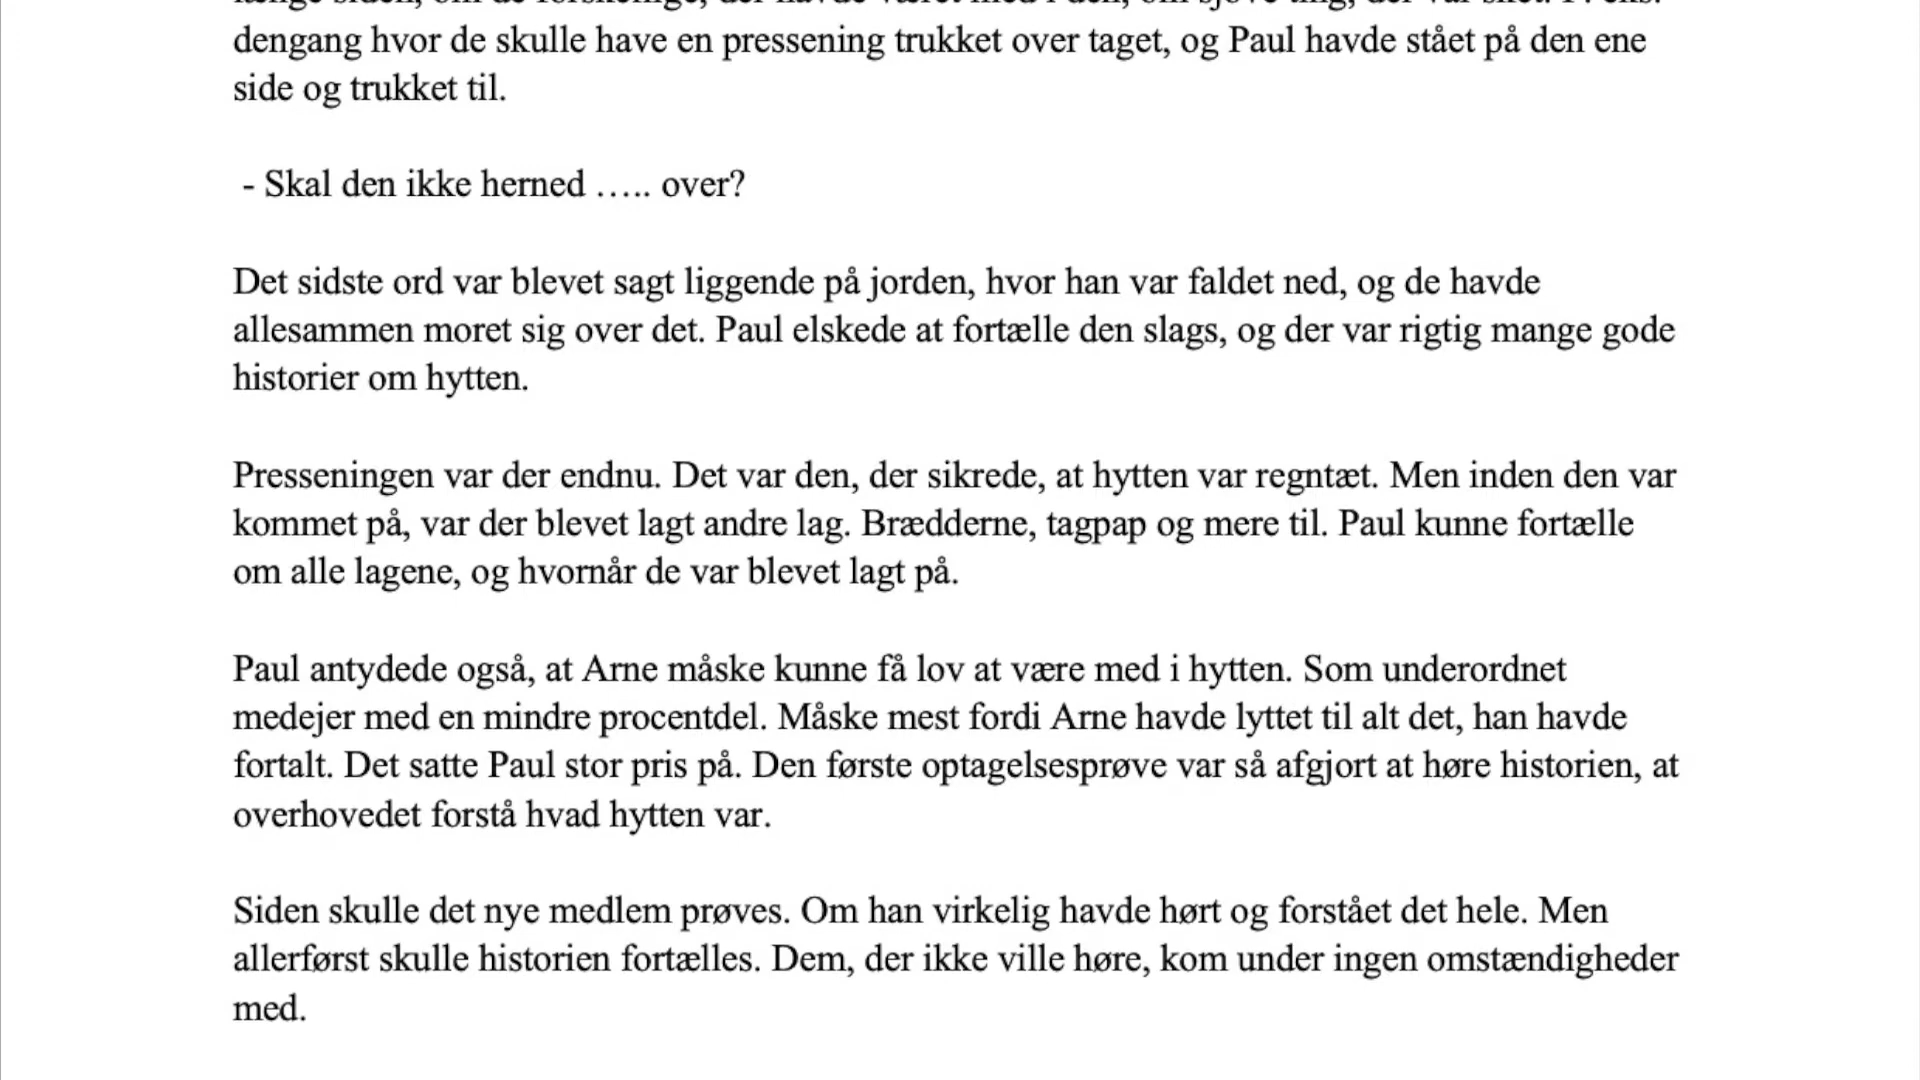 dengang hvor de skulle have en pressening trukket over taget, og Paul havde stået på den ene
side og trukket til.
- Skal den ikke herned ….. over?
Det sidste ord var blevet sagt liggende på jorden, hvor han var faldet ned, og de havde
allesammen moret sig over det. Paul elskede at fortælle den slags, og der var rigtig mange gode
historier om hytten.
Presseningen var der endnu. Det var den, der sikrede, at hytten var regntæt. Men inden den var
kommet på, var der blevet lagt andre lag. Brædderne, tagpap og mere til. Paul kunne fortælle
om alle lagene, og hvornår de var blevet lagt på.
Paul antydede også, at Arne måske kunne få lov at være med i hytten. Som underordnet
medejer med en mindre procentdel. Måske mest fordi Arne havde lyttet til alt det, han havde
fortalt. Det satte Paul stor pris på. Den første optagelsesprøve var så afgjort at høre historien, at
overhovedet forstå hvad hytten var.
Siden skulle det nye medlem prøves. Om han virkelig havde hørt og forstået det hele. Men
allerførst skulle historien fortælles. Dem, der ikke ville høre, kom under ingen omstændigheder
med.